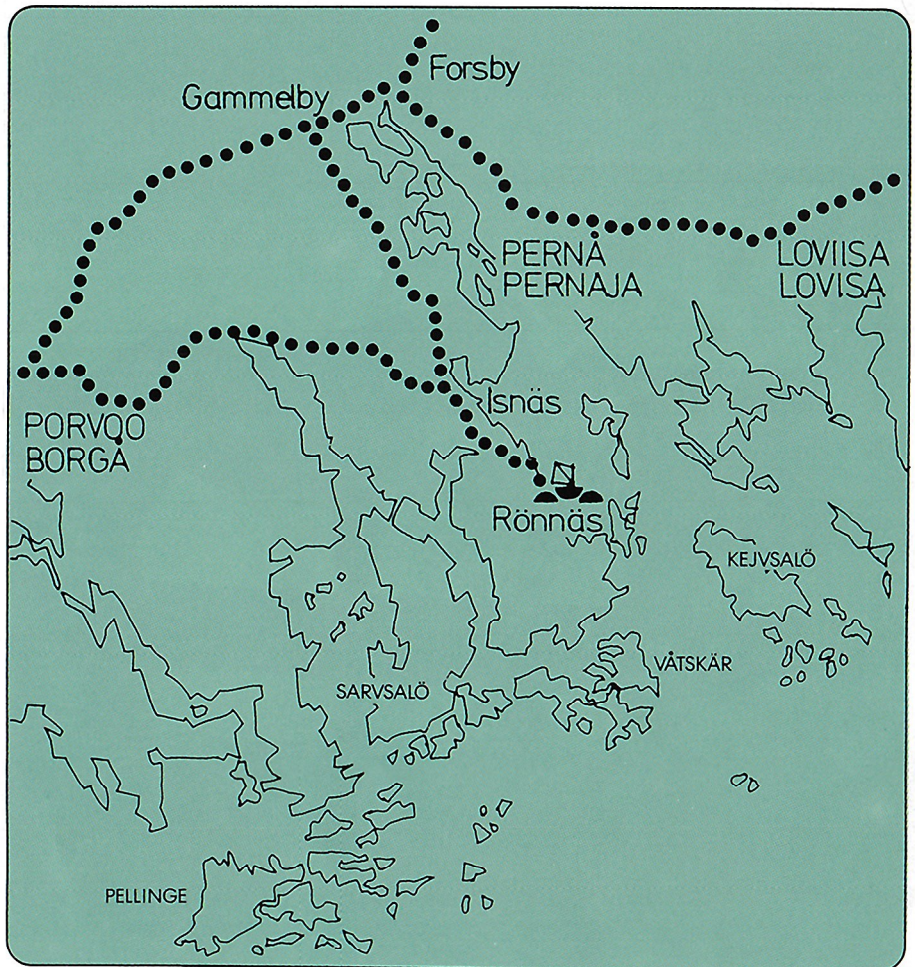 Forsby
Gammelby
PERNÅ
PERNAJA
LOVIISA
LOVISA
Isnäs
PORVOO
BORGÅ
Rönnäs
KEJVSALÖ
VÅTSKÄR
SARVSALÖ
PELLINGE